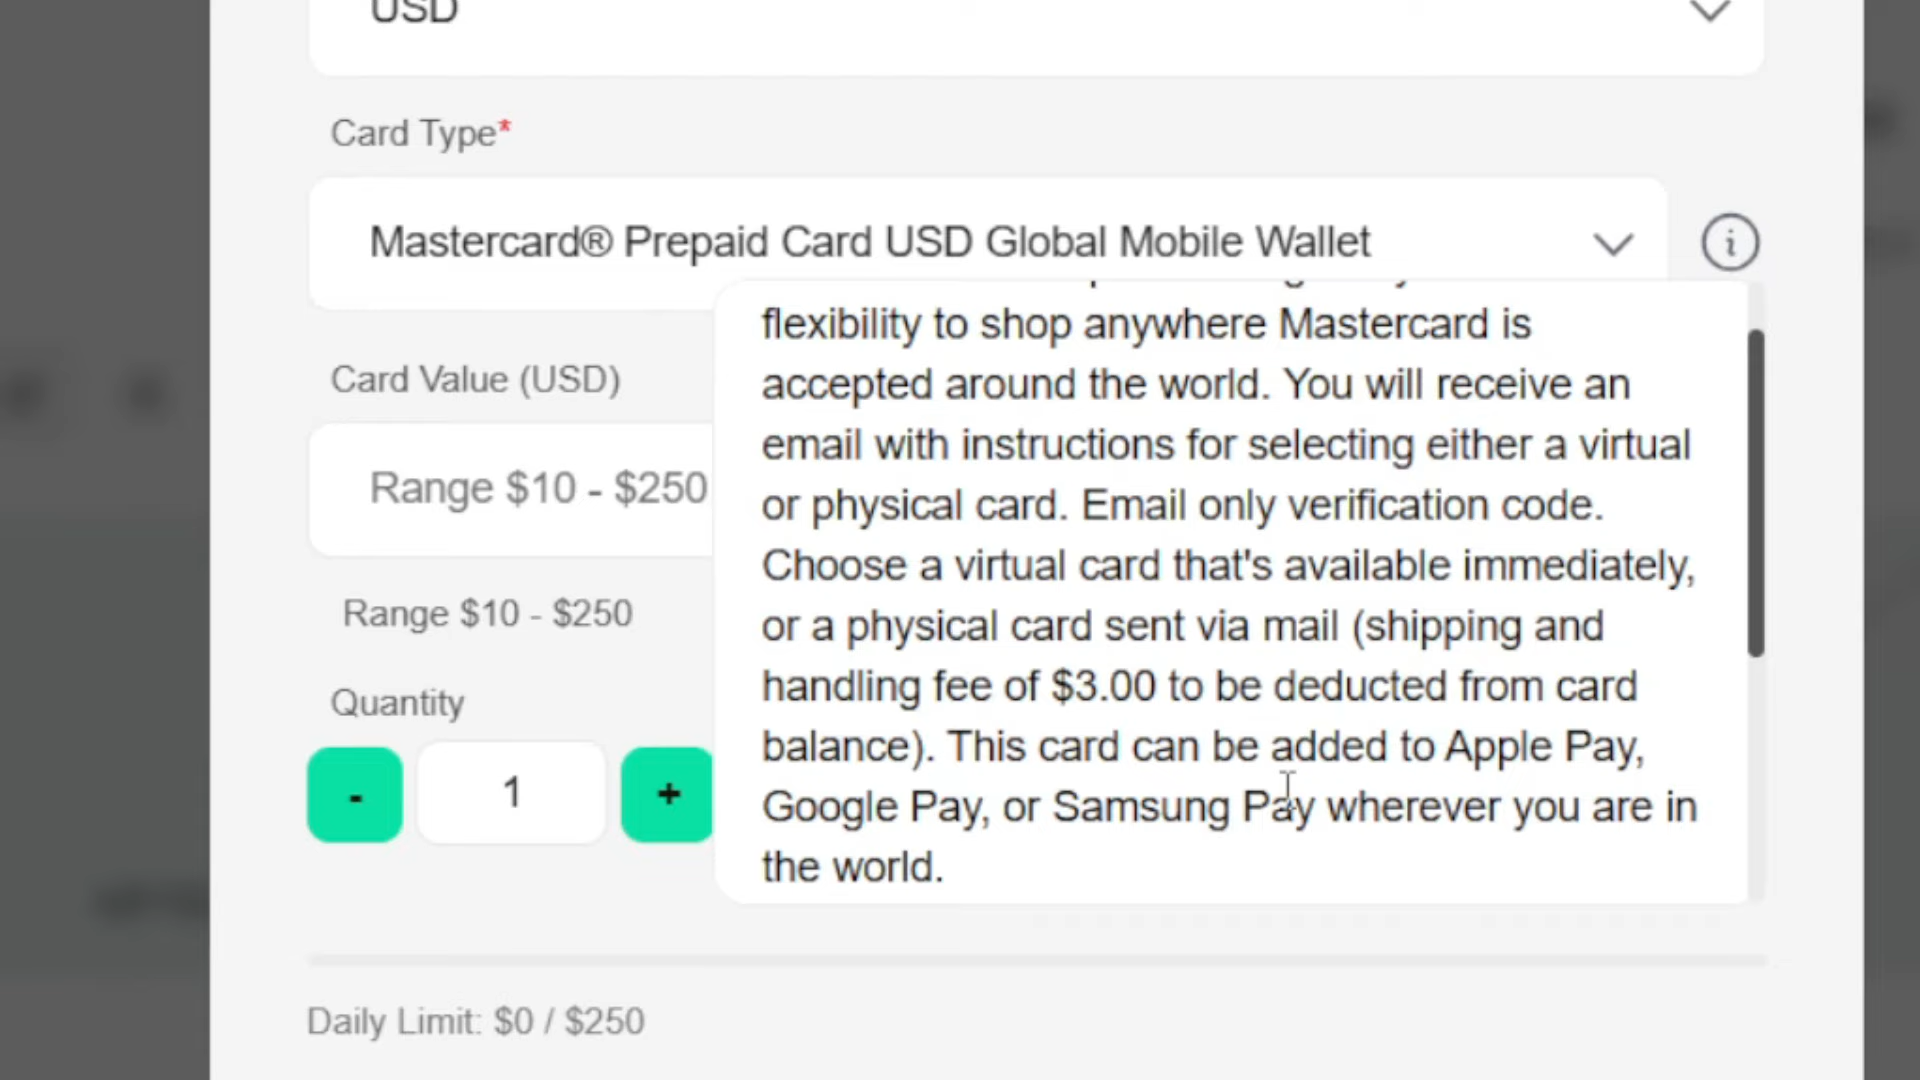 USD
Card Type*
Mastercard® Prepaid Card USD Global Mobile Wallet
flexibility to shop anywhere Mastercard is
accepted around the world. You will receive an
email with instructions for selecting either a virtual
or physical card. Email only verification code.
Choose a virtual card that's available immediately,
or a physical card sent via mail (shipping and
handling fee of $3.00 to be deducted from card
balance). This card can be added to Apple Pay,
Google Pay, or Samsung Pay wherever you are in
the world.
Card Value (USD)
Range $10 - $250
Range $10 - $250
Quantity
- 1 +
Daily Limit: $0 / $250